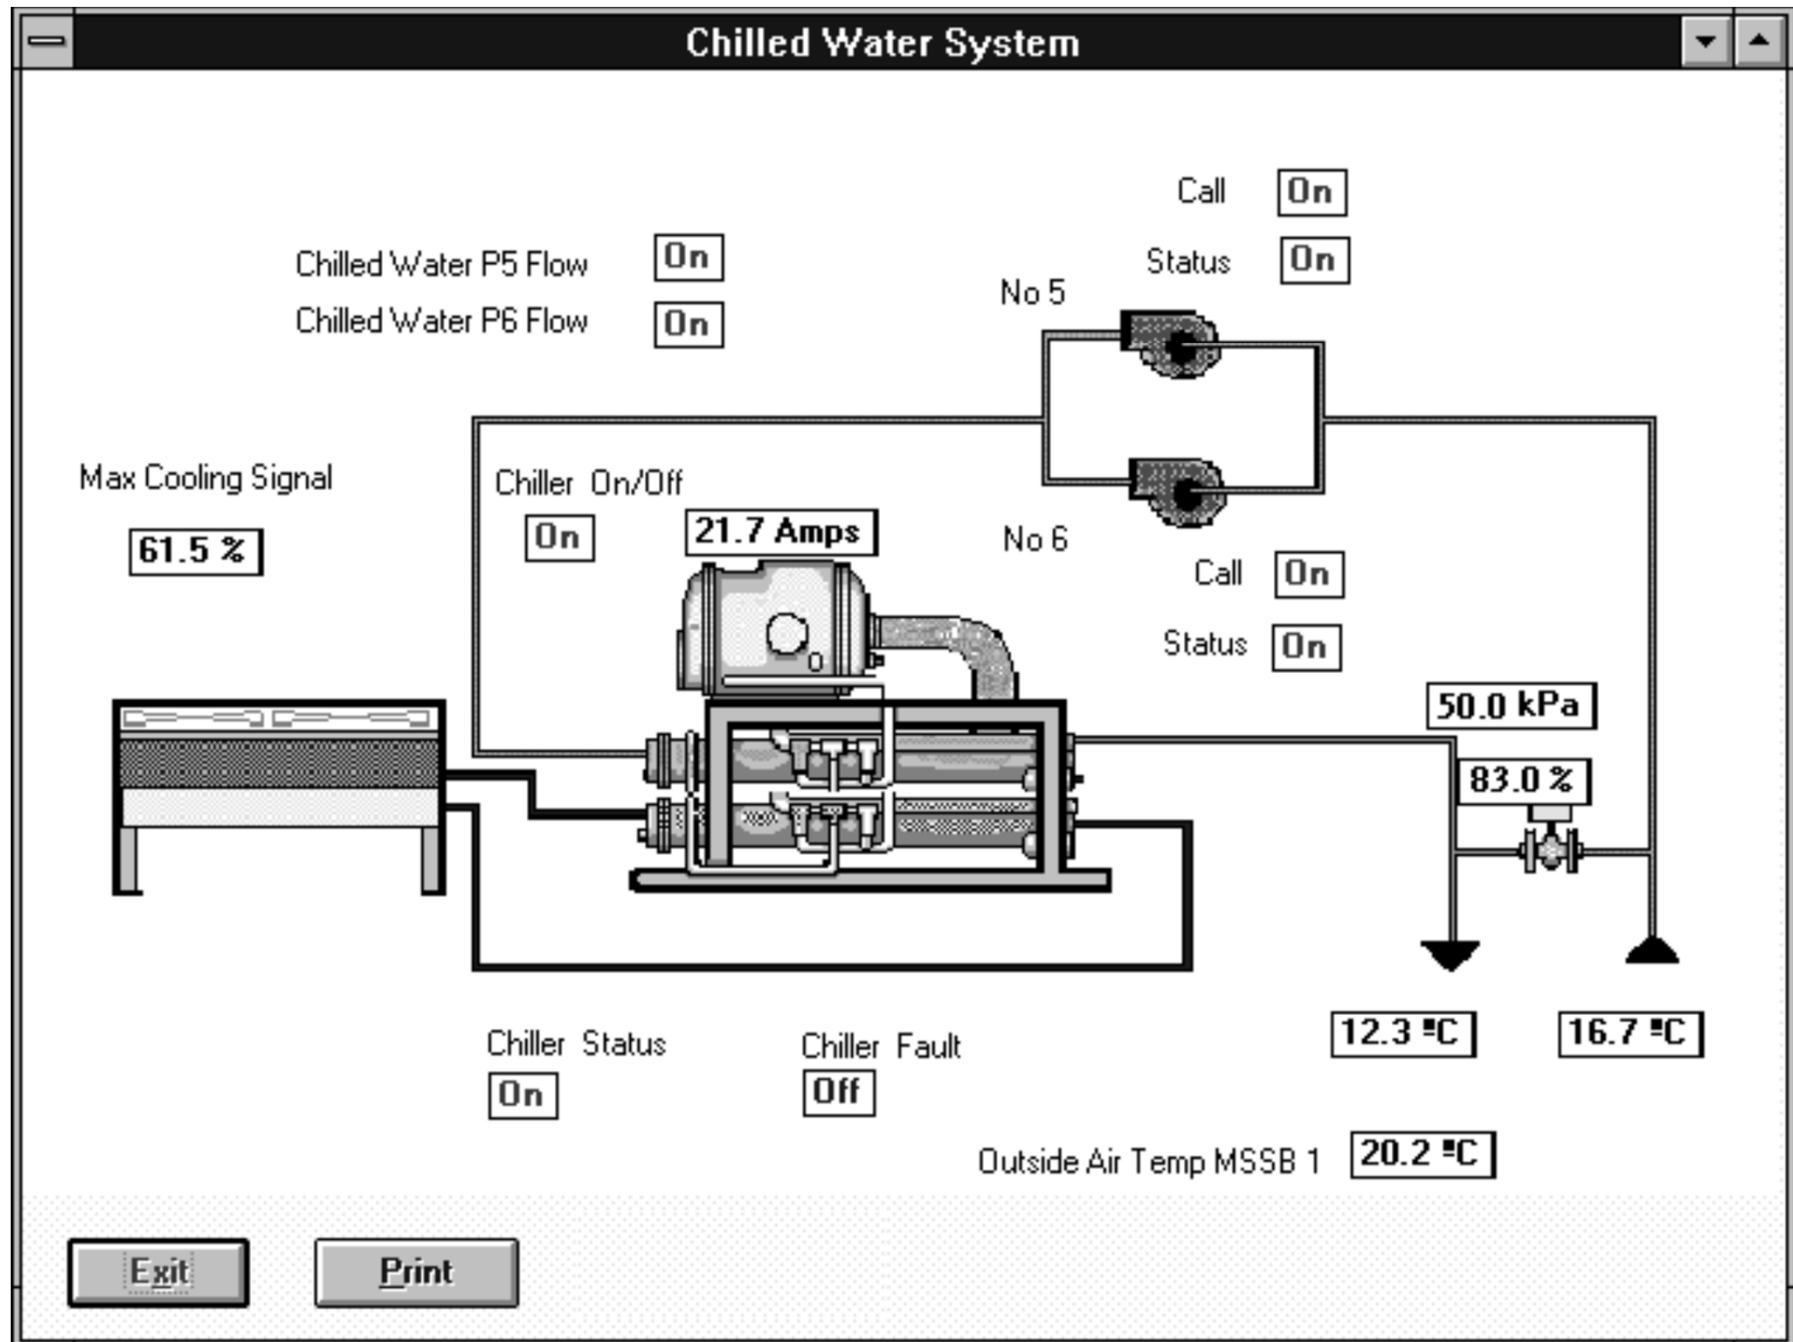 Chilled Water System
Call On
Status On
Chilled Water P5 Flow On
Chilled Water P6 Flow On
No 5
Max Cooling Signal
61.5 %
Chiller On/Off
On
21.7 Amps
No 6
Call On
Status On
50.0 kPa
83.0 %
12.3 ºC
16.7 ºC
Chiller Status
On
Chiller Fault
Off
Outside Air Temp MSSB 1 20.2 ºC
Exit
Print